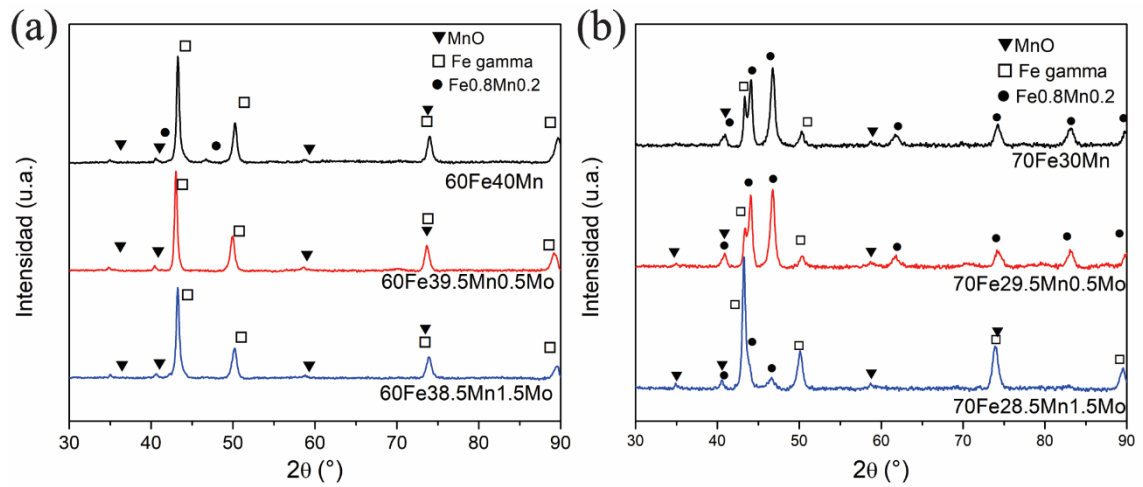 (a)
▼MnO
□ Fe gamma
● Fe0.8Mn0.2
60Fe40Mn
60Fe39.5Mn0.5Mo
60Fe38.5Mn1.5Mo
Intensidad (u.a.)
30 40 50 60 70 80 90
2θ (°)
(b)
▼ MnO
□ Fe gamma
● Fe0.8Mn0.2
70Fe30Mn
70Fe29.5Mn0.5Mo
70Fe28.5Mn1.5Mo
Intensidad (u.a.)
30 40 50 60 70 80 90
2θ (°)